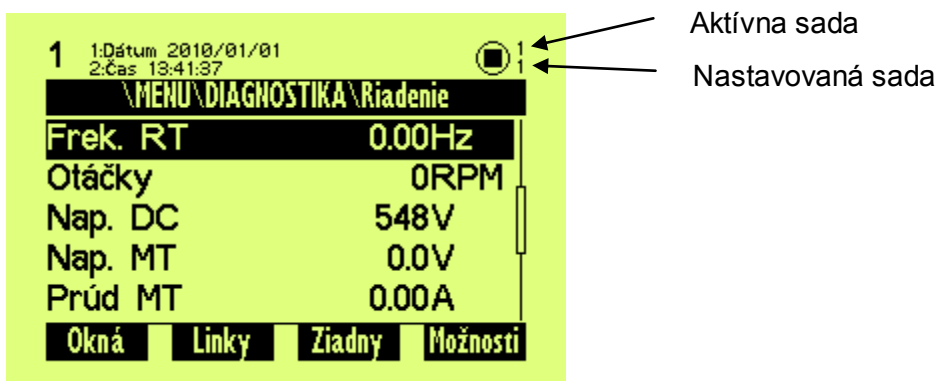 1 1:Dátum 2010/01/01
2:Čas 13:41:37
1
1
Aktívna sada
Nastavovaná sada
\MENU\DIAGNOSTIKA\Riadenie
Frek. RT 0.00Hz
Otáčky 0RPM
Nap. DC 548V
Nap. MT 0.0V
Prúd MT 0.00A
Okná Linky Ziadny Možnosti